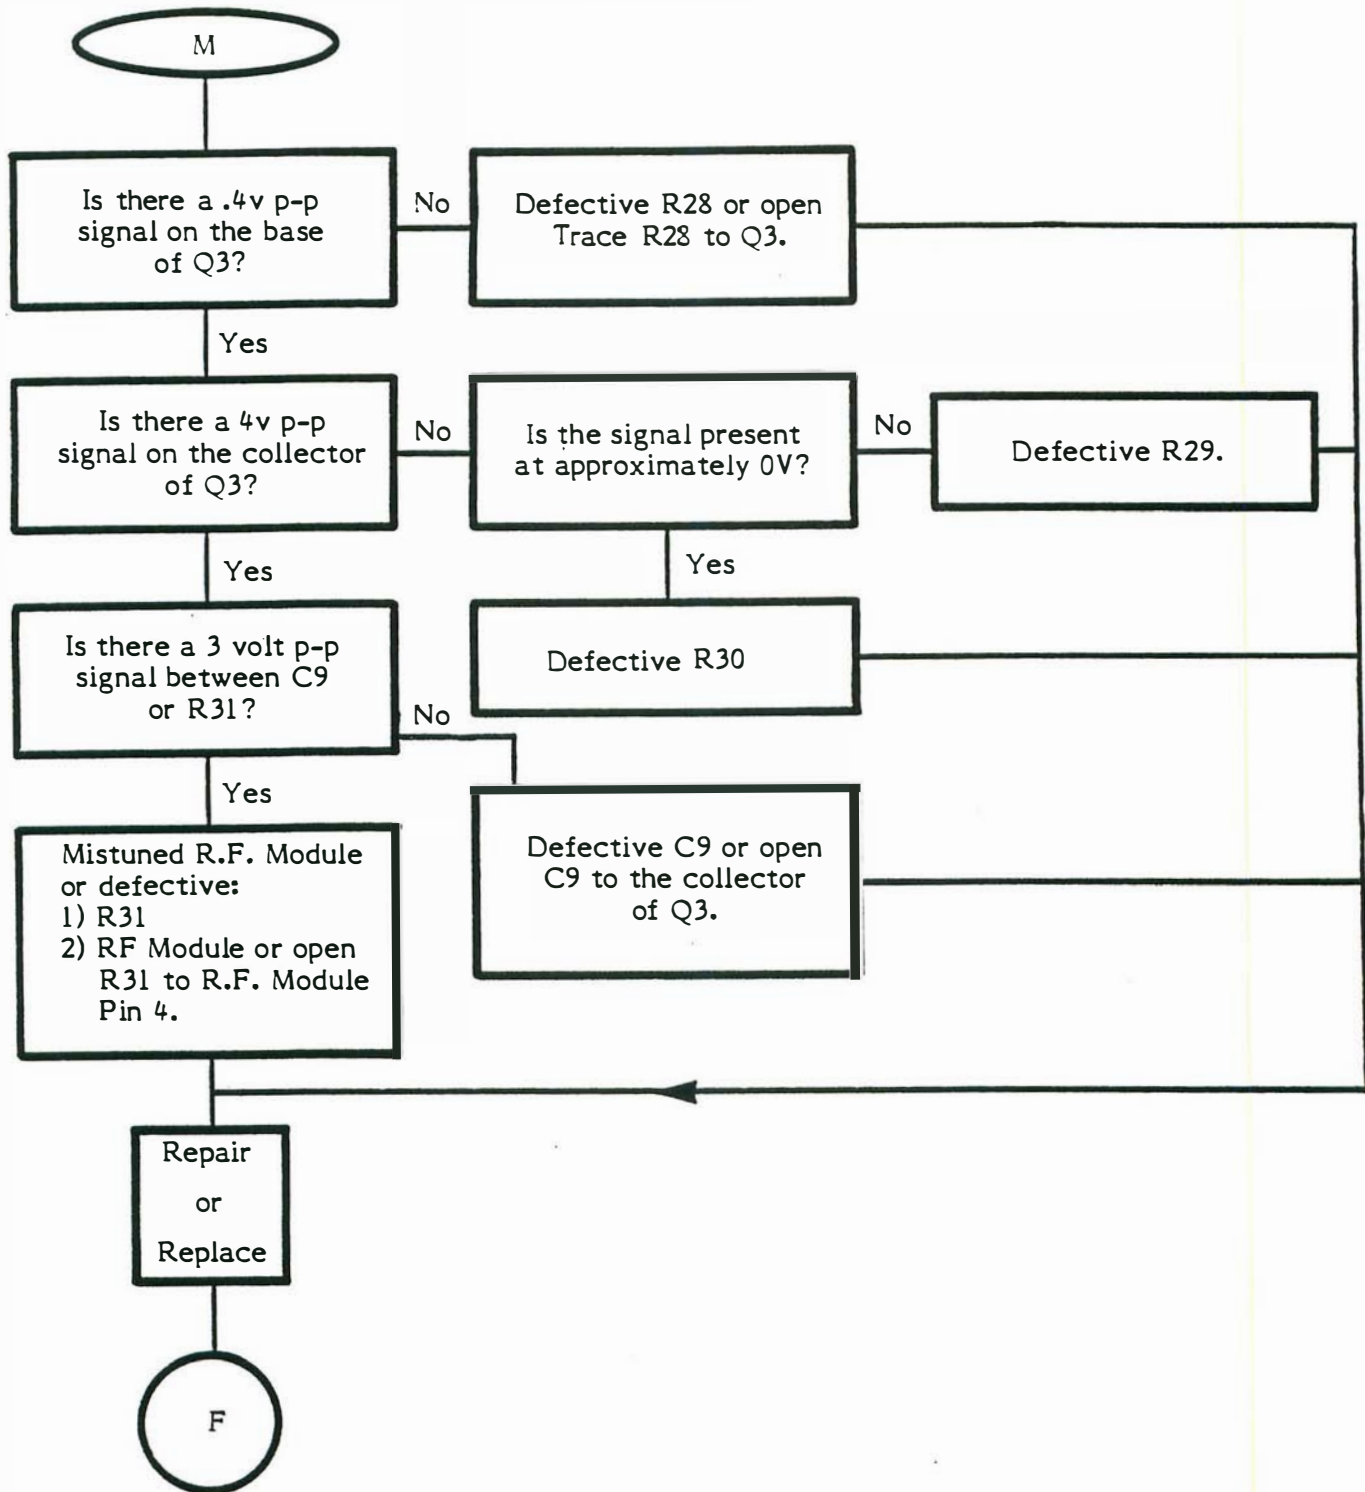 M
Is there a .4v p-p
signal on the base
of Q3?
No
Defective R28 or open
Trace R28 to Q3.
Yes
Is there a 4v p-p
signal on the collector
of Q3?
No
Is the signal present
at approximately 0V?
No
Defective R29.
Yes
Yes
Is there a 3 volt p-p
signal between C9
or R31?
Defective R30
No
Yes
Defective C9 or open
C9 to the collector
of Q3.
Mistuned R.F. Module
or defective:
1) R31
2) RF Module or open
R31 to R.F. Module
Pin 4.
Repair
or
Replace
F